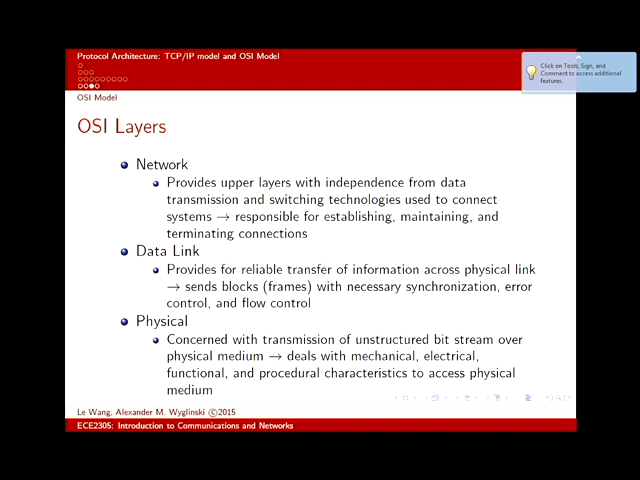 Protocol Architecture: TCP/IP model and OSI Model
OSI Model
Click on Tools, Sign, and
Comment to access additional
features.
OSI Layers
Network
Provides upper layers with independence from data
transmission and switching technologies used to connect
systems → responsible for establishing, maintaining, and
terminating connections
Data Link
Provides for reliable transfer of information across physical link
→ sends blocks (frames) with necessary synchronization, error
control, and flow control
Physical
Concerned with transmission of unstructured bit stream over
physical medium → deals with mechanical, electrical,
functional, and procedural characteristics to access physical
medium
Le Wang, Alexander M. Wyglinski ©2015
ECE2305: Introduction to Communications and Networks